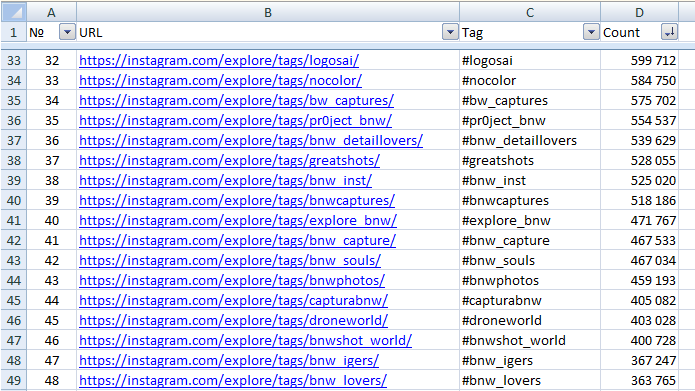 A B C D
1 № URL Tag Count
33 32 https://instagram.com/explore/tags/logosai/ #logosai 599 712
34 33 https://instagram.com/explore/tags/nocolor/ #nocolor 584 750
35 34 https://instagram.com/explore/tags/bw_captures/ #bw_captures 575 702
36 35 https://instagram.com/explore/tags/pr0ject_bnw/ #pr0ject_bnw 554 537
37 36 https://instagram.com/explore/tags/bnw_detaillovers/ #bnw_detaillovers 539 629
38 37 https://instagram.com/explore/tags/greatshots/ #greatshots 528 055
39 38 https://instagram.com/explore/tags/bnw_inst/ #bnw_inst 525 020
40 39 https://instagram.com/explore/tags/bnwcaptures/ #bnwcaptures 518 186
41 40 https://instagram.com/explore/tags/explore_bnw/ #explore_bnw 471 767
42 41 https://instagram.com/explore/tags/bnw_capture/ #bnw_capture 467 533
43 42 https://instagram.com/explore/tags/bnw_souls/ #bnw_souls 467 034
44 43 https://instagram.com/explore/tags/bnwphotos/ #bnwphotos 459 193
45 44 https://instagram.com/explore/tags/capturabnw/ #capturabnw 405 082
46 45 https://instagram.com/explore/tags/droneworld/ #droneworld 403 028
47 46 https://instagram.com/explore/tags/bnwshot_world/ #bnwshot_world 400 728
48 47 https://instagram.com/explore/tags/bnw_igers/ #bnw_igers 367 247
49 48 https://instagram.com/explore/tags/bnw_lovers/ #bnw_lovers 363 765